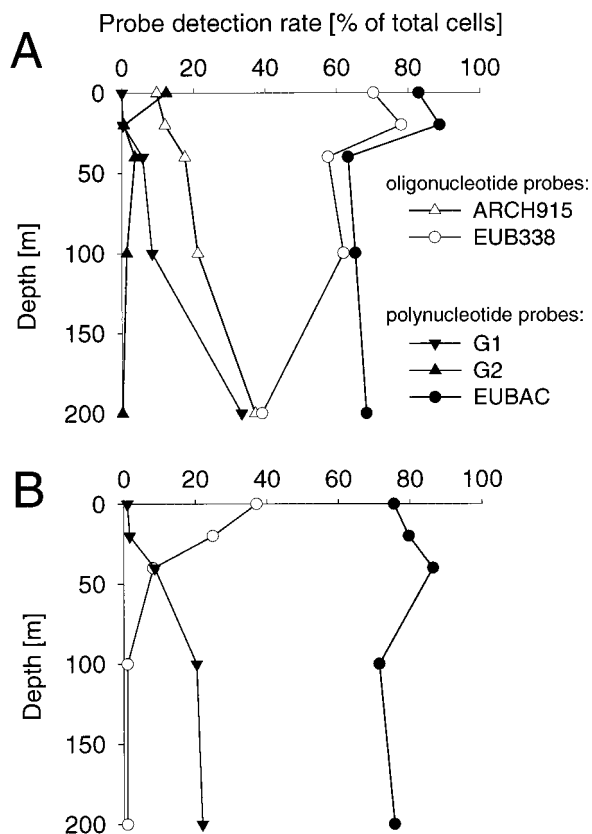 Probe detection rate [% of total cells]
A
0 20 40 60 80 100
0
50
100
150
200
Depth [m]
oligonucleotide probes:
ARCH915
EUB338
polynucleotide probes:
G1
G2
EUBAC
B
0 20 40 60 80 100
0
50
100
150
200
Depth [m]